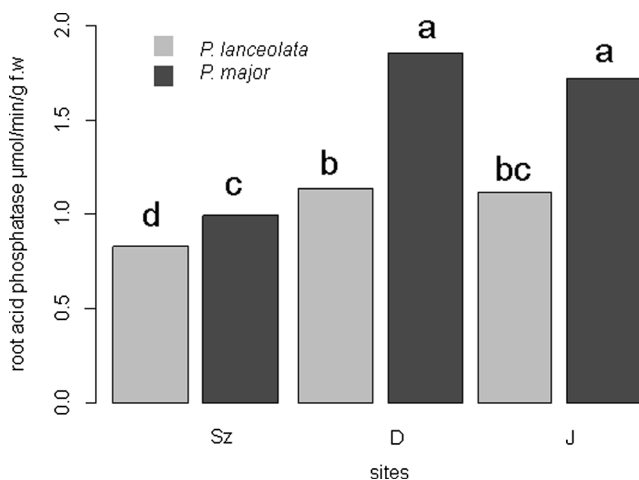 2.0
1.5
1.0
0.5
0.0
root acid phosphatase µmol/min/g f.w
P. lanceolata
P. major
d
c
b
a
bc
a
Sz
D
J
sites